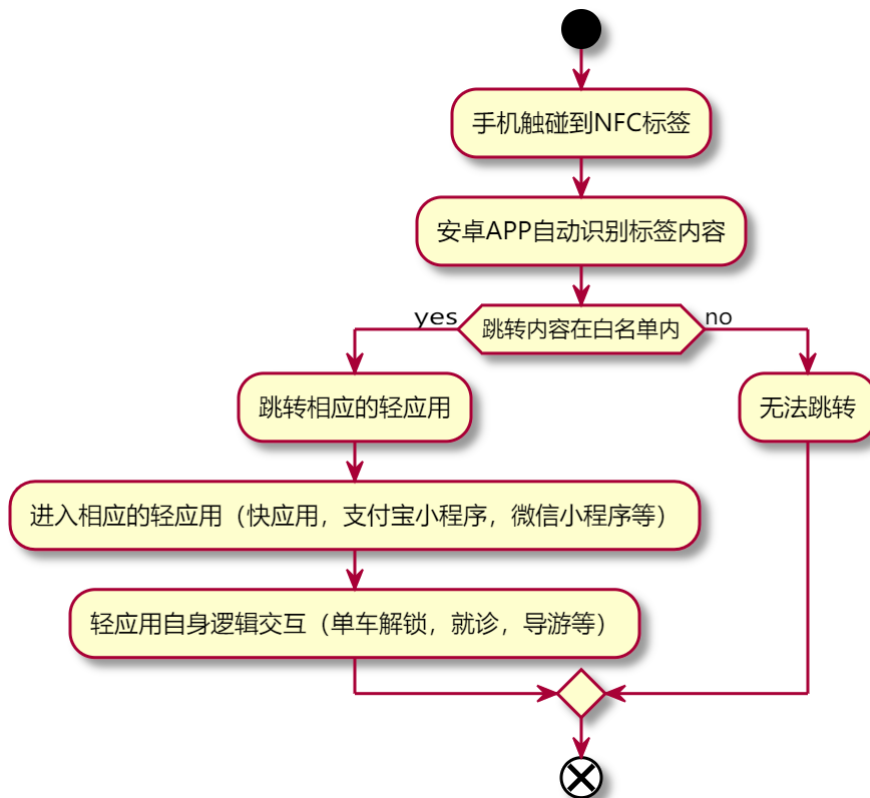 手机触碰到NFC标签
安卓APP自动识别标签内容
yes
跳转内容在白名单内
no
跳转相应的轻应用
无法跳转
进入相应的轻应用（快应用，支付宝小程序，微信小程序等）
轻应用自身逻辑交互（单车解锁，就诊，导游等）